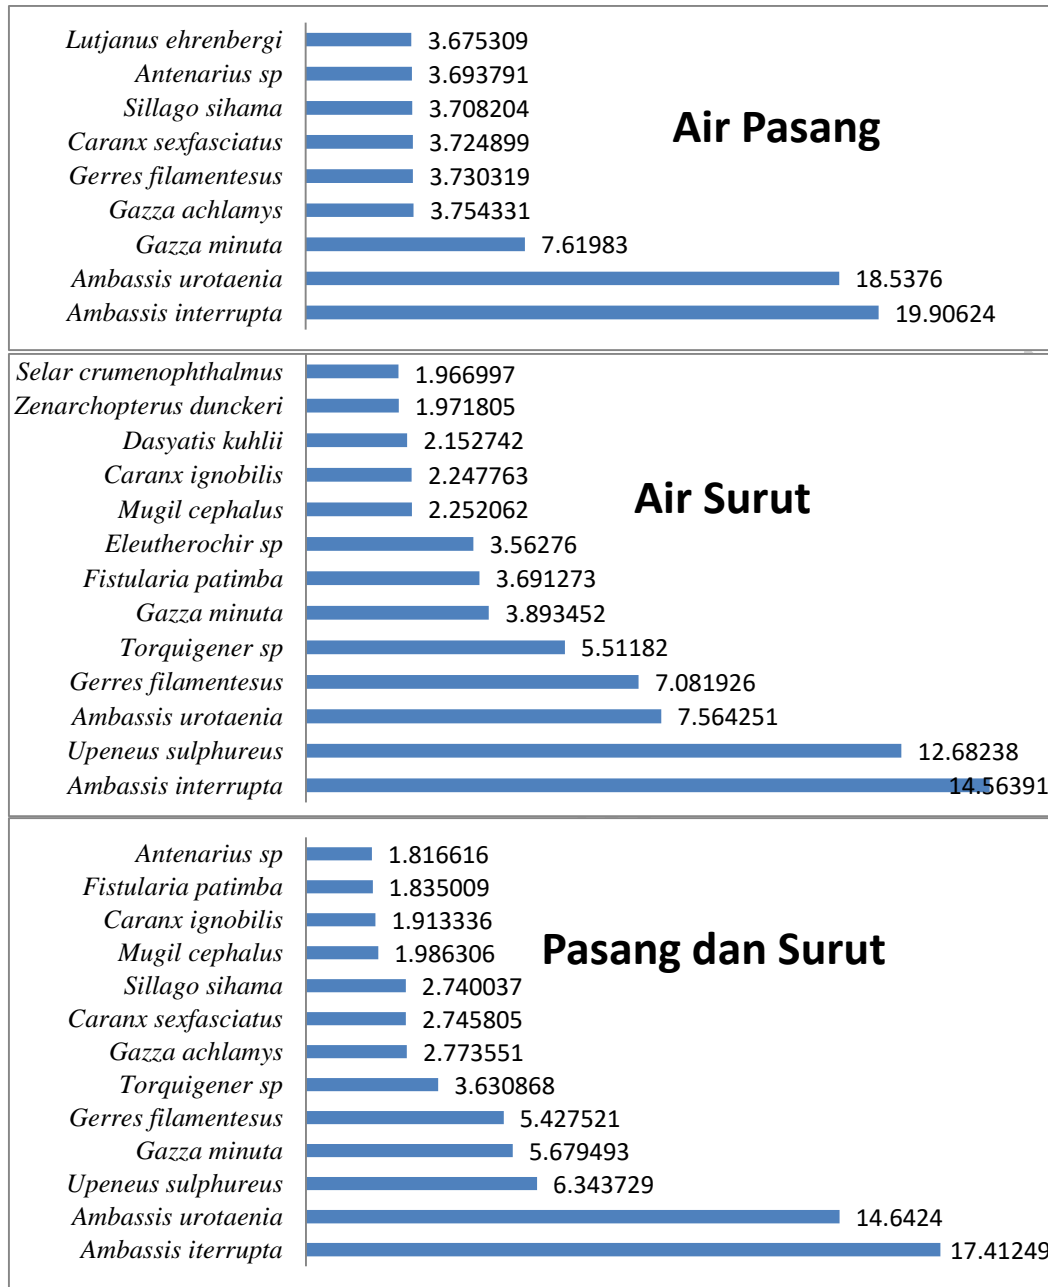 Lutjanus ehrenbergi 3.675309
Antenarius sp 3.693791
Sillago sihama 3.708204
Air Pasang
Caranx sexfasciatus 3.724899
Gerres filamentesus 3.730319
Gazza achlamys 3.754331
Gazza minuta 7.61983
Ambassis urotaenia 18.5376
Ambassis interrupta 19.90624
Selar crumenophthalmus 1.966997
Zenarchopterus dunckeri 1.971805
Dasyatis kuhlii 2.152742
Caranx ignobilis 2.247763
Air Surut
Mugil cephalus 2.252062
Eleutherochir sp 3.56276
Fistularia patimba 3.691273
Gazza minuta 3.893452
Torquigener sp 5.51182
Gerres filamentesus 7.081926
Ambassis urotaenia 7.564251
Upeneus sulphureus 12.68238
Ambassis interrupta 14.56391
Antenarius sp 1.816616
Fistularia patimba 1.835009
Caranx ignobilis 1.913336
Mugil cephalus 1.986306
Pasang dan Surut
Sillago sihama 2.740037
Caranx sexfasciatus 2.745805
Gazza achlamys 2.773551
Torquigener sp 3.630868
Gerres filamentesus 5.427521
Gazza minuta 5.679493
Upeneus sulphureus 6.343729
Ambassis urotaenia 14.6424
Ambassis iterrupta 17.41249